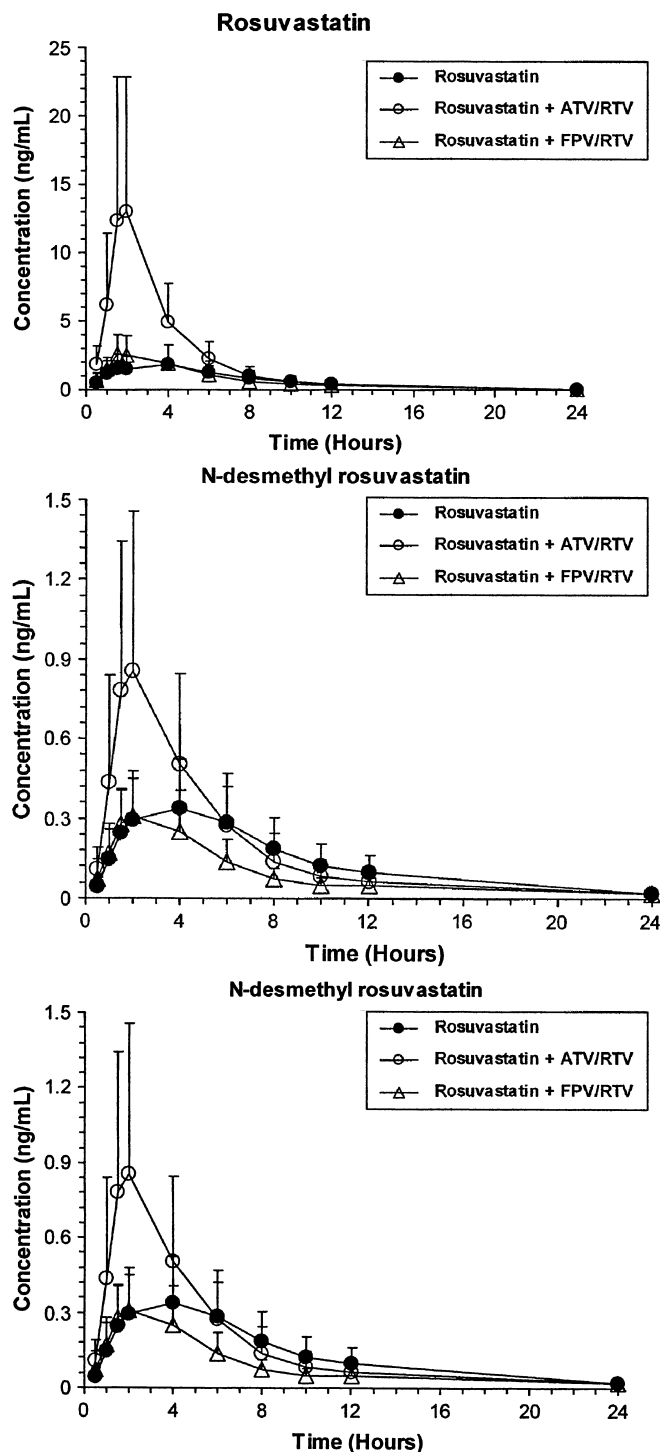 Rosuvastatin
25
20
15
10
5
0
Concentration (ng/mL)
Rosuvastatin
Rosuvastatin + ATV/RTV
Rosuvastatin + FPV/RTV
0 4 8 12 16 20 24
Time (Hours)
N-desmethyl rosuvastatin
1.5
1.2
0.9
0.6
0.3
0
Concentration (ng/mL)
Rosuvastatin
Rosuvastatin + ATV/RTV
Rosuvastatin + FPV/RTV
0 4 8 12 16 20 24
Time (Hours)
N-desmethyl rosuvastatin
1.5
1.2
0.9
0.6
0.3
0
Concentration (ng/mL)
Rosuvastatin
Rosuvastatin + ATV/RTV
Rosuvastatin + FPV/RTV
0 4 8 12 16 20 24
Time (Hours)